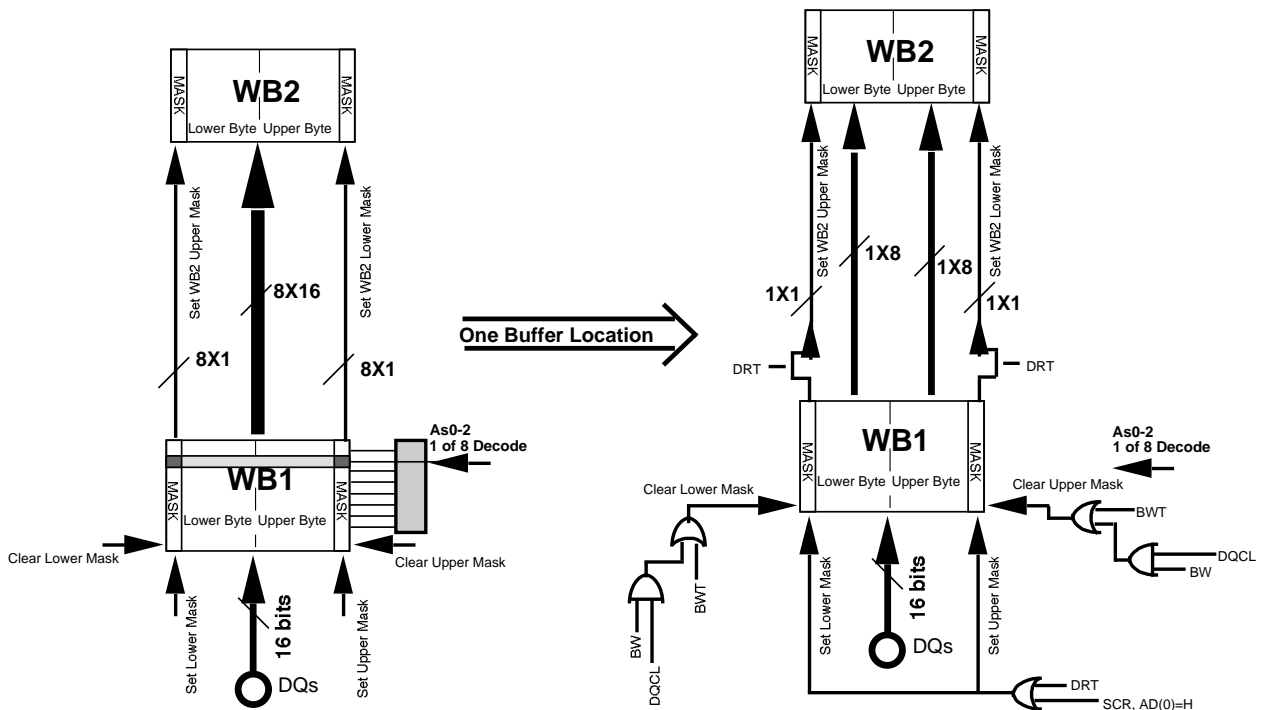 MASK
WB2
MASK
Lower Byte Upper Byte
Set WB2 Upper Mask
8X16
Set WB2 Lower Mask
8X1
8X1
As0-2
1 of 8 Decode
MASK
WB1
MASK
Lower Byte Upper Byte
Clear Lower Mask
Clear Upper Mask
Set Lower Mask
16 bits
Set Upper Mask
DQs
One Buffer Location
MASK
WB2
MASK
Lower Byte Upper Byte
Set WB2 Upper Mask
1X8
1X8
Set WB2 Lower Mask
1X1
1X1
DRT
DRT
MASK
WB1
MASK
Lower Byte Upper Byte
As0-2
1 of 8 Decode
Clear Lower Mask
Clear Upper Mask
BWT
DQCL
BW
BWT
BW
DQCL
Set Lower Mask
16 bits
Set Upper Mask
DQs
DRT
SCR, AD(0)=H